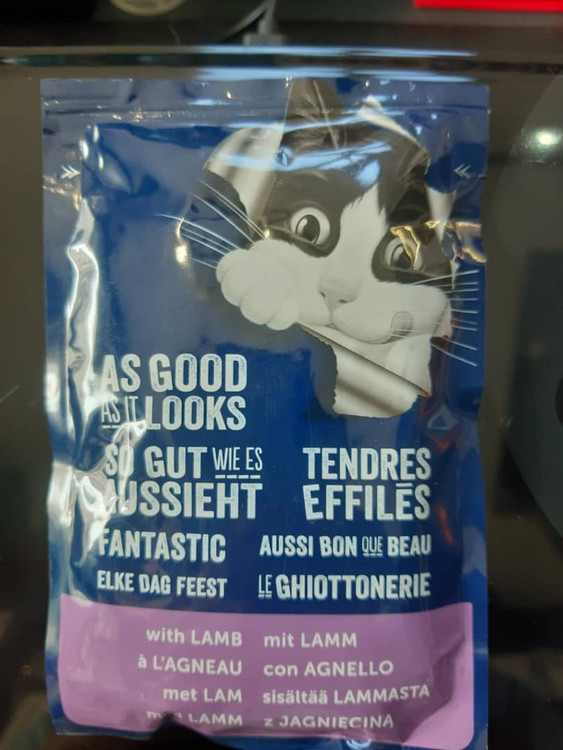 AS GOOD
AS IT LOOKS
SO GUT WIE ES
AUSSIEHT
TENDRES
EFFILÉS
FANTASTIC
AUSSI BON QUE BEAU
ELKE DAG FEEST
LE GHIOTTONERIE
with LAMB
mit LAMM
à L'AGNEAU
con AGNELLO
met LAM
sisältää LAMMASTA
LAMM
z JAGNIĘCINĄ